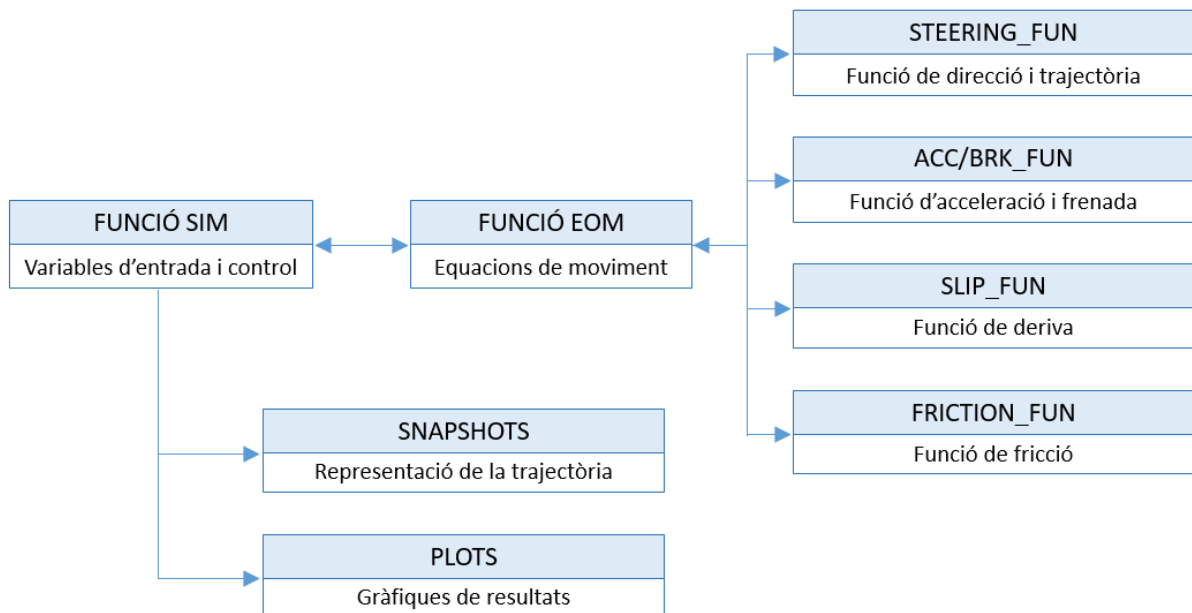 STEERING_FUN
Funció de direcció i trajectòria
ACC/BRK_FUN
Funció d'acceleració i frenada
FUNCIÓ SIM
Variables d'entrada i control
FUNCIÓ EOM
Equacions de moviment
SLIP_FUN
Funció de deriva
FRICTION_FUN
Funció de fricció
SNAPSHOTS
Representació de la trajectòria
PLOTS
Gràfiques de resultats